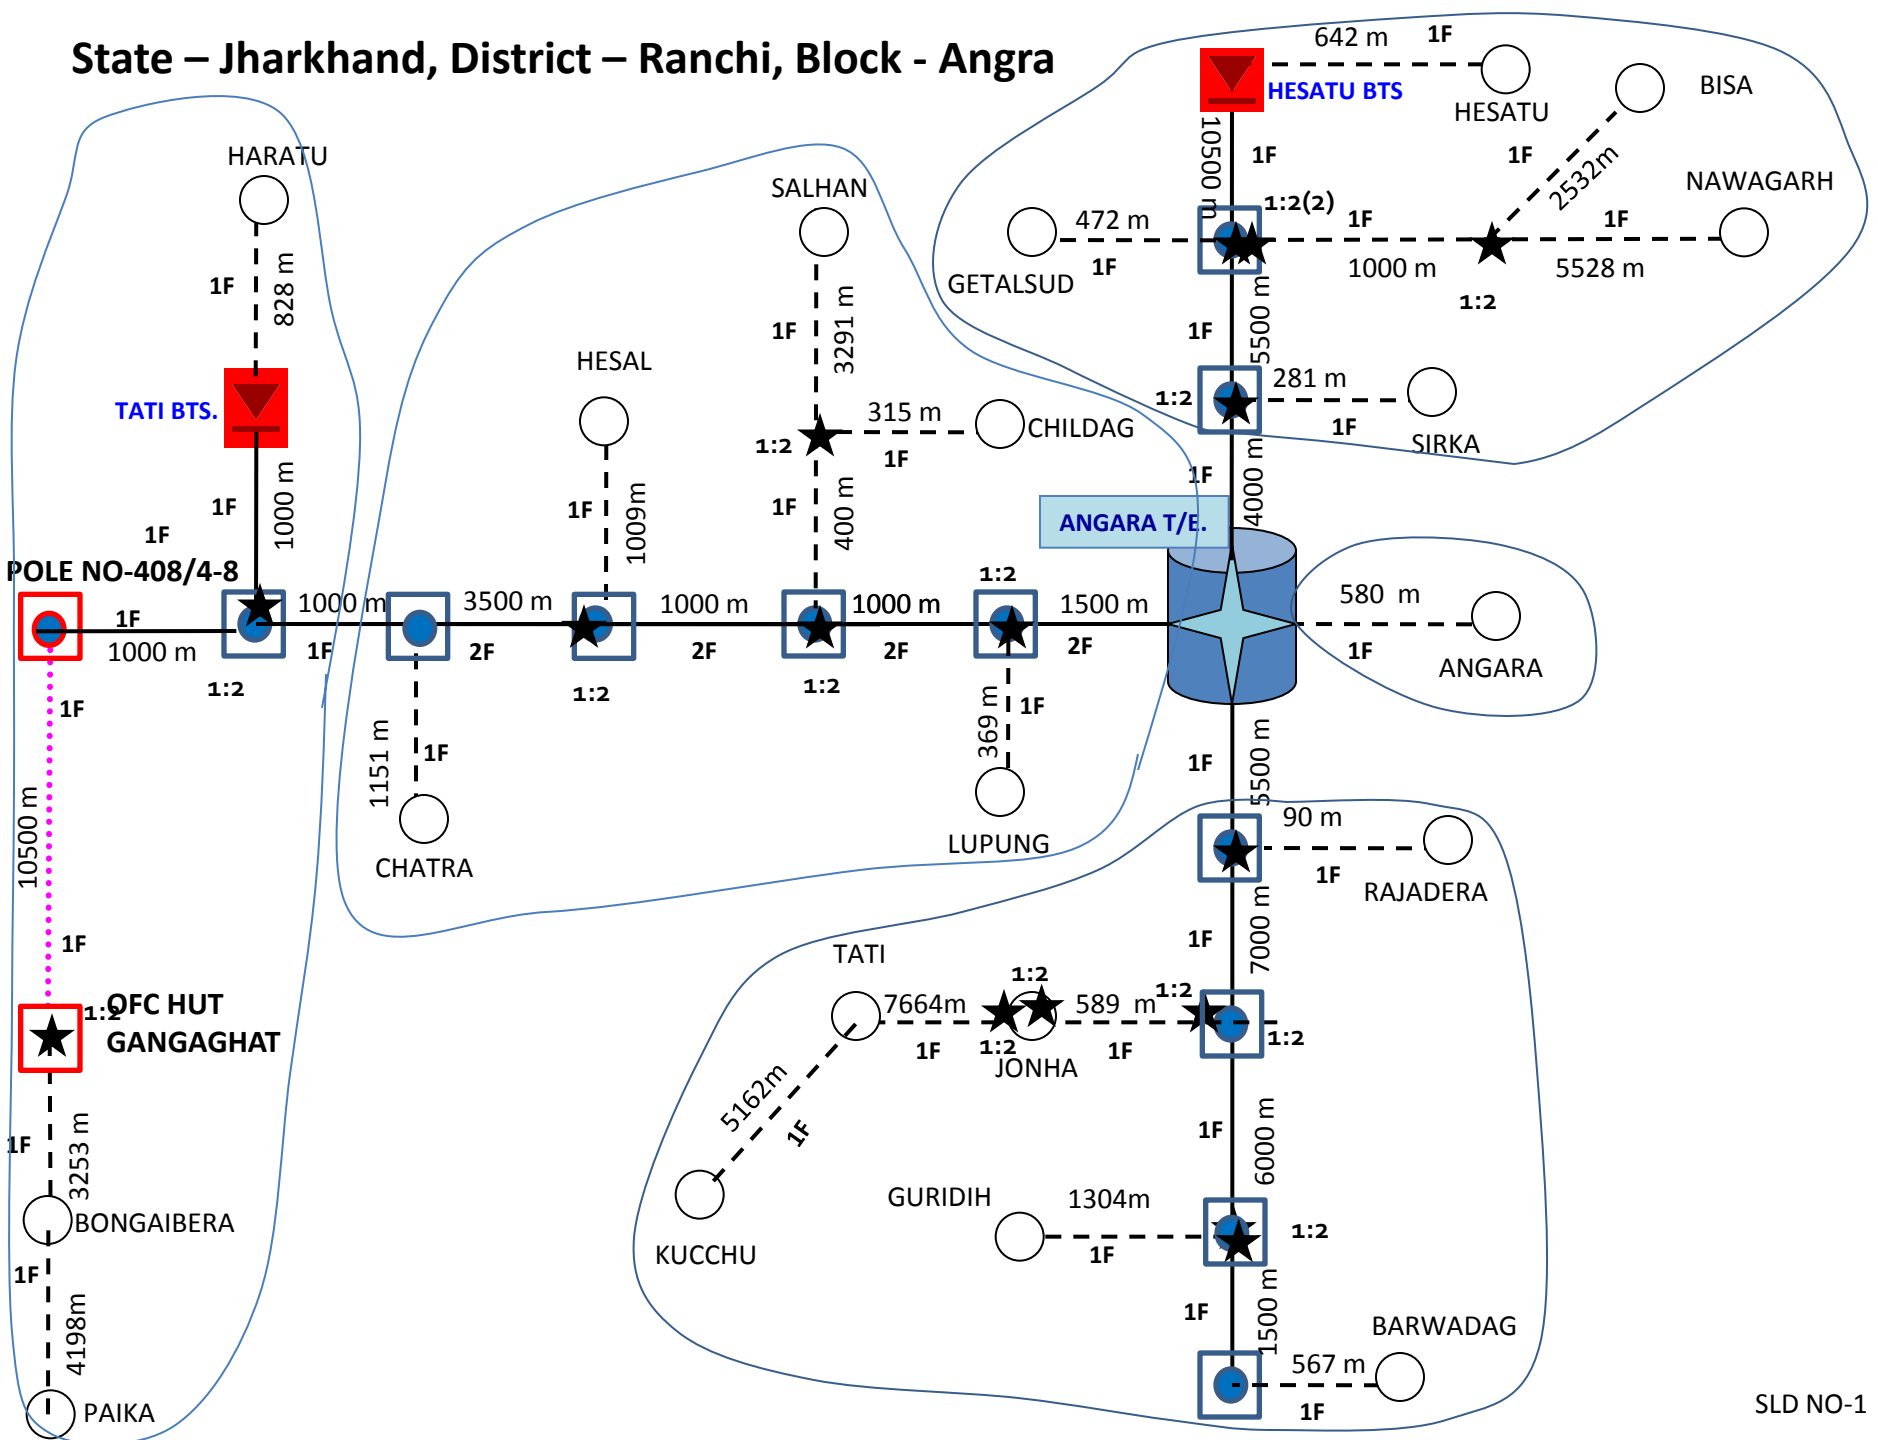 State – Jharkhand, District – Ranchi, Block - Angra
642 m
1F
HESATU BTS
HESATU
BISA
10500 m
1F
1F
2532m
NAWAGARH
1:2(2)
472 m
1F
GETALSUD
1F
1000 m
1F
5528 m
1:2
1F
5500 m
1:2
281 m
1F
SIRKA
1F
4000 m
ANGARA T/E.
580 m
1F
ANGARA
HARATU
1F
828 m
TATI BTS.
1F
1000 m
1F
POLE NO-408/4-8
1F
1000 m
1:2
1000 m
1F
3500 m
2F
1:2
1000 m
2F
1:2
1000 m
2F
1:2
1500 m
2F
SALHAN
1F
3291 m
HESAL
1F
1009m
1:2
315 m
1F
CHILDAG
1F
400 m
1151 m
1F
CHATRA
369 m
1F
LUPUNG
1F
10500 m
1F
1:2
OFC HUT
GANGAGHAT
1F
3253 m
BONGAIBERA
1F
4198m
PAIKA
1F
5500 m
90 m
1F
RAJADERA
1F
7000 m
TATI
7664m
1F
1:2
1:2
JONHA
589 m
1F
1:2
1:2
5162m
1F
KUCCHU
1F
6000 m
GURIDIH
1304m
1F
1:2
1F
1500 m
BARWADAG
567 m
1F
SLD NO-1